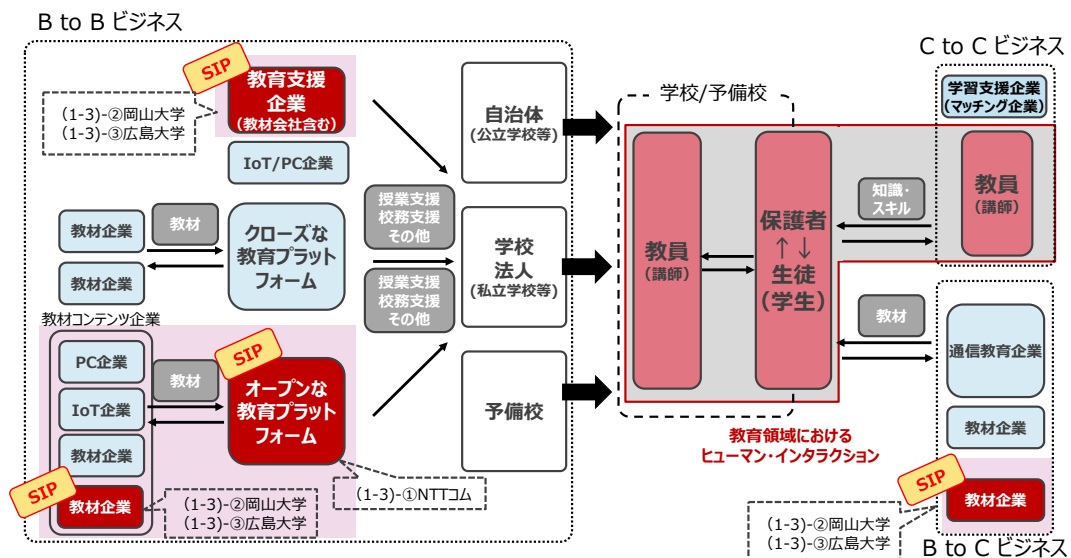 B to B ビジネス
SIP
教育支援
企業
(教材会社含む)
(1-3)-②岡山大学
(1-3)-③広島大学
IoT/PC企業
教材企業
教材
クローズな
教育プラット
フォーム
教材企業
教材コンテンツ企業
PC企業
IoT企業
教材企業
SIP
教材企業
教材
SIP
オープンな
教育プラット
フォーム
(1-3)-②岡山大学
(1-3)-③広島大学
(1-3)-①NTTコム
授業支援
校務支援
その他
授業支援
校務支援
その他
自治体
(公立学校等)
学校
法人
(私立学校等)
予備校
学校/予備校
教員
(講師)
保護者
↑↓
生徒
(学生)
教育領域における
ヒューマン・インタラクション
C to C ビジネス
学習支援企業
(マッチング企業)
知識・
スキル
教員
(講師)
教材
通信教育企業
教材企業
SIP
教材企業
(1-3)-②岡山大学
(1-3)-③広島大学
B to C ビジネス